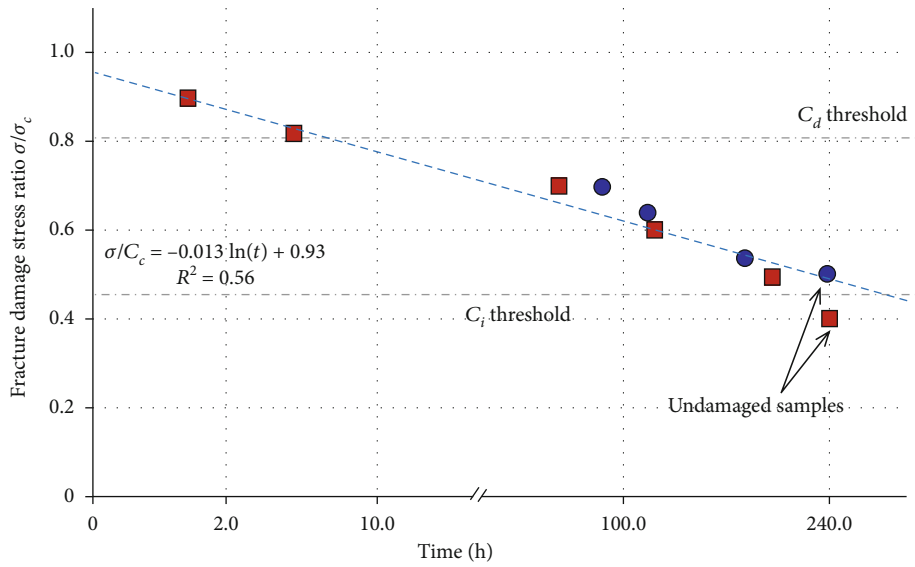 Fracture damage stress ratio σ/σc
1.0
0.8
0.6
0.4
0.2
0
Cd threshold
σ/Cc = –0.013 ln(t) + 0.93
R² = 0.56
Ci threshold
Undamaged samples
0 2.0 10.0 100.0 240.0
Time (h)